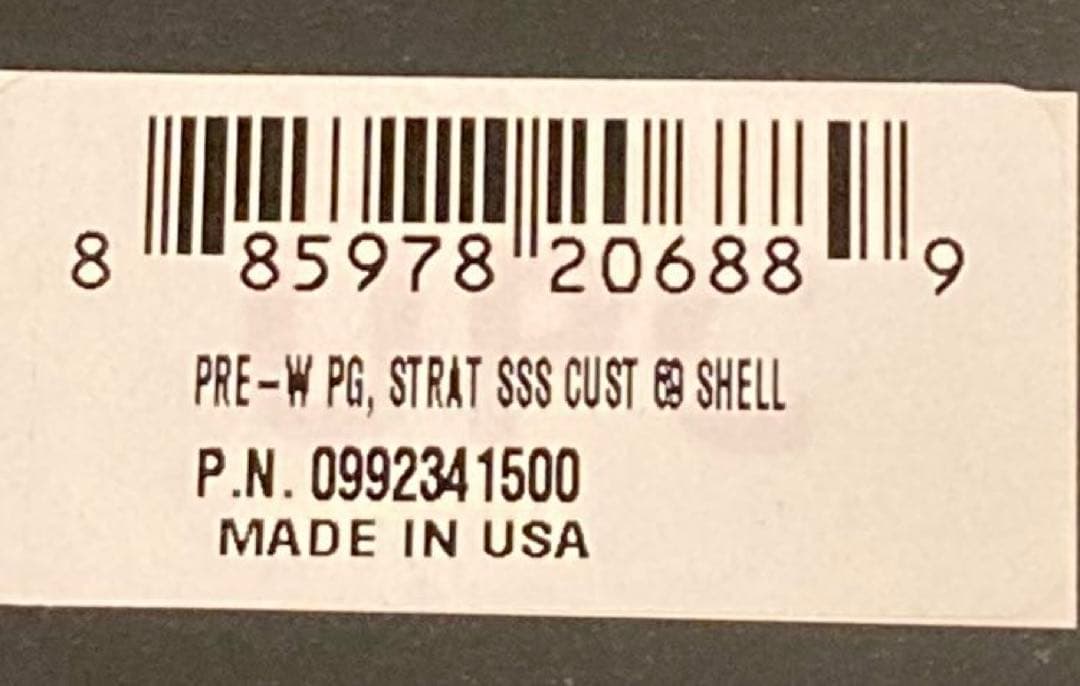 8 85978 20688 9
PRE-W PG, STRAT SSS CUST 69 SHELL
P.N. 0992341500
MADE IN USA